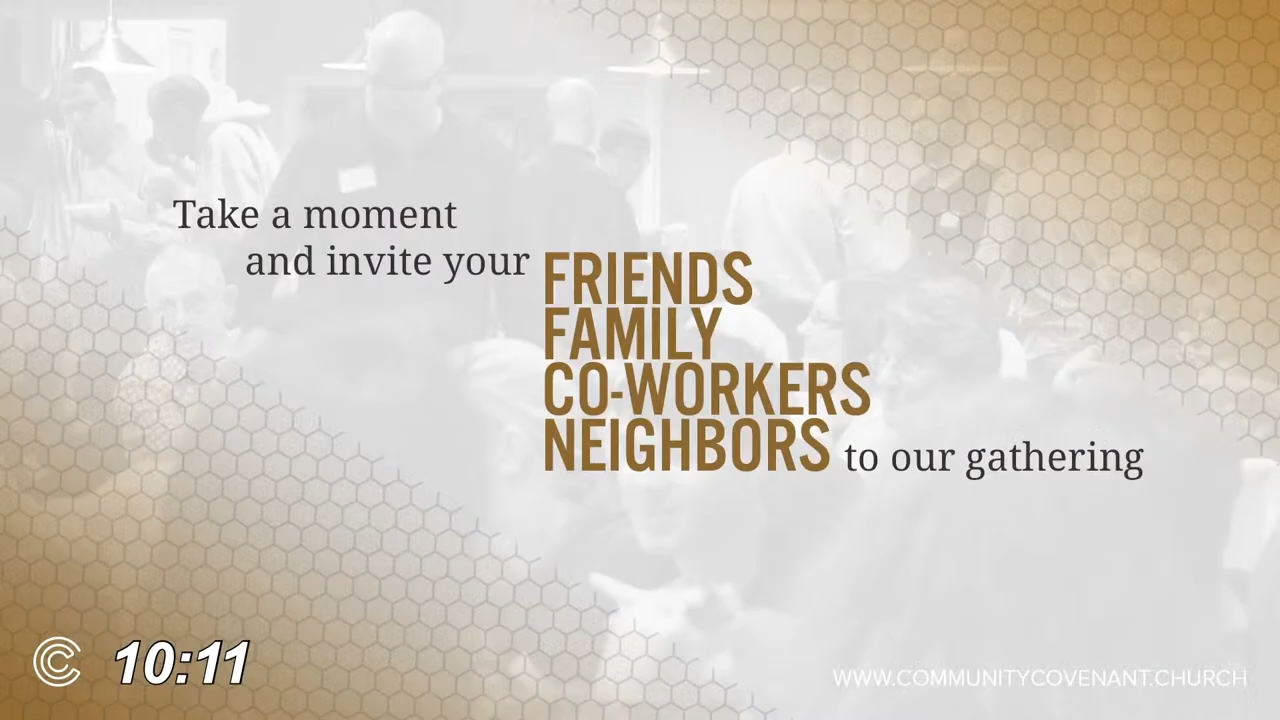 Take a moment
and invite your
FRIENDS
FAMILY
CO-WORKERS
NEIGHBORS to our gathering
10:11
WWW.COMMUNITYCOVENANT.CHURCH